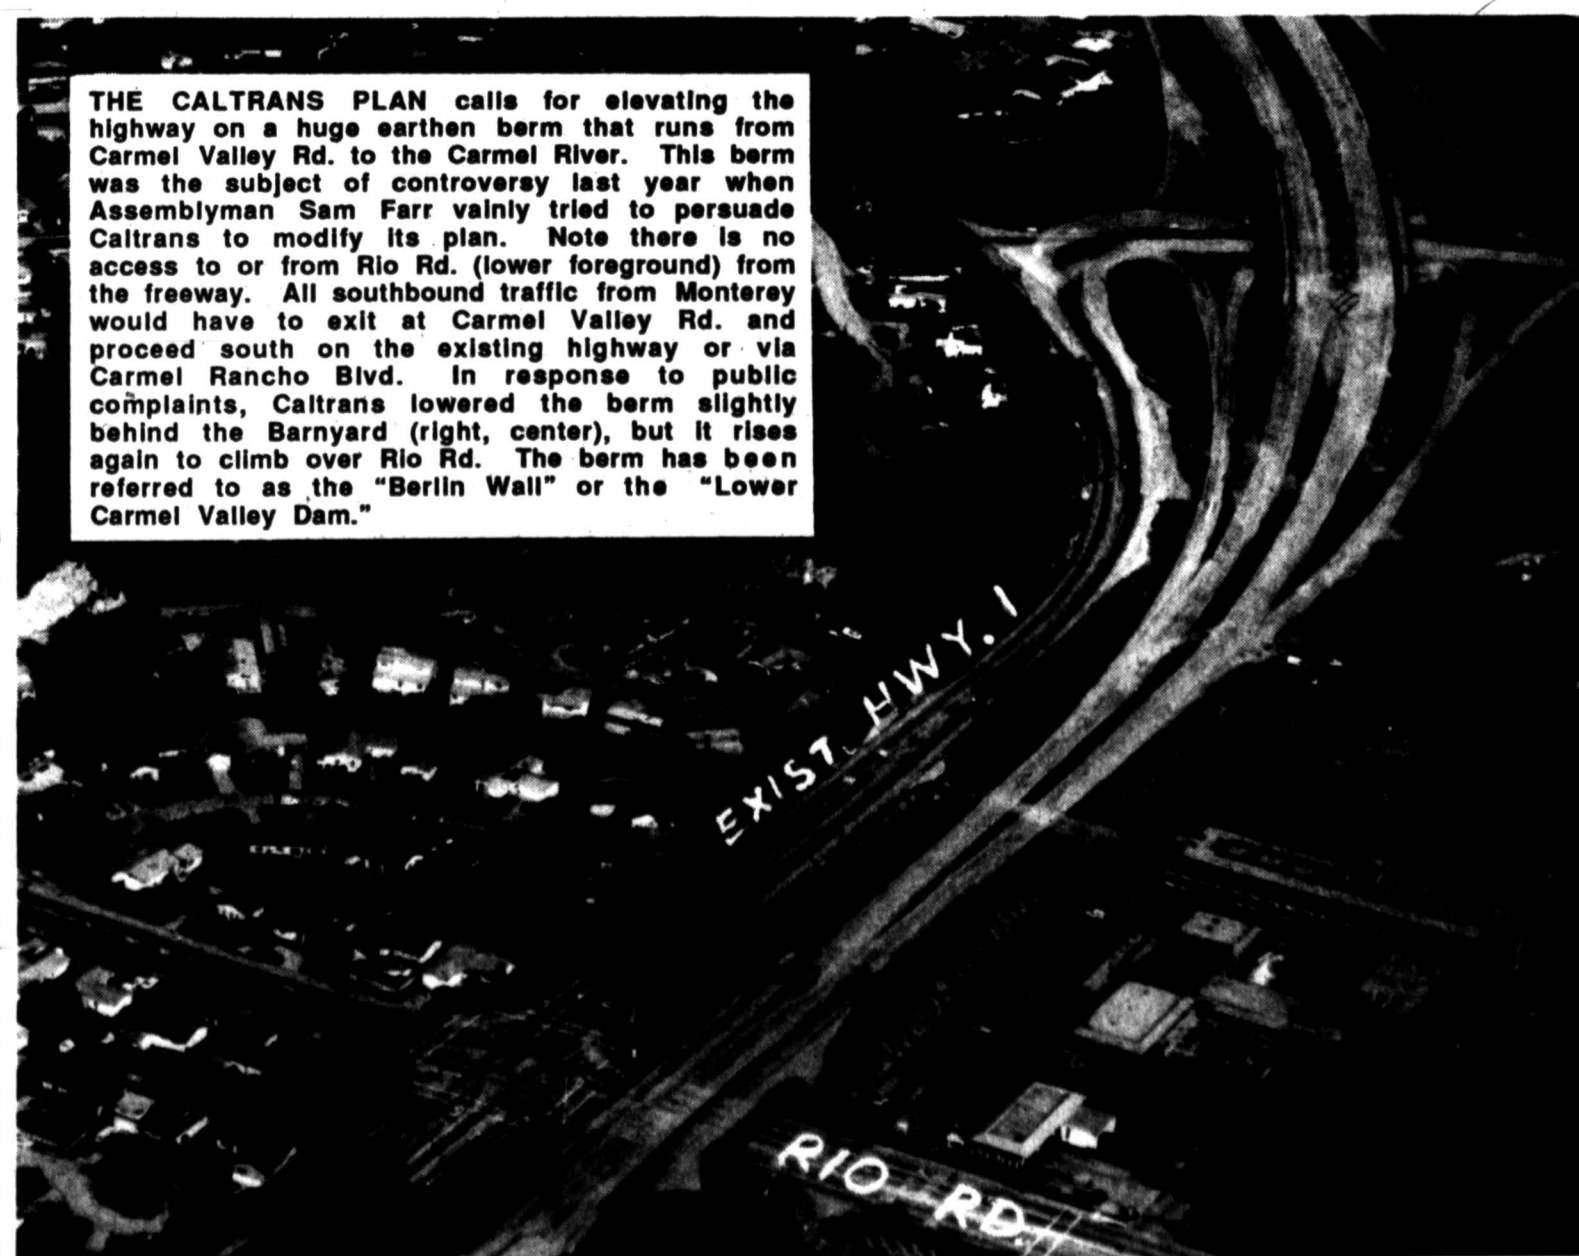 THE CALTRANS PLAN calls for elevating the
highway on a huge earthen berm that runs from
Carmel Valley Rd. to the Carmel River. This berm
was the subject of controversy last year when
Assemblyman Sam Farr vainly tried to persuade
Caltrans to modify its plan. Note there is no
access to or from Rio Rd. (lower foreground) from
the freeway. All southbound traffic from Monterey
would have to exit at Carmel Valley Rd. and
proceed south on the existing highway or via
Carmel Rancho Blvd. In response to public
complaints, Caltrans lowered the berm slightly
behind the Barnyard (right, center), but it rises
again to climb over Rio Rd. The berm has been
referred to as the "Berlin Wall" or the "Lower
Carmel Valley Dam."
EXIST. HWY. 1
RIO RD.